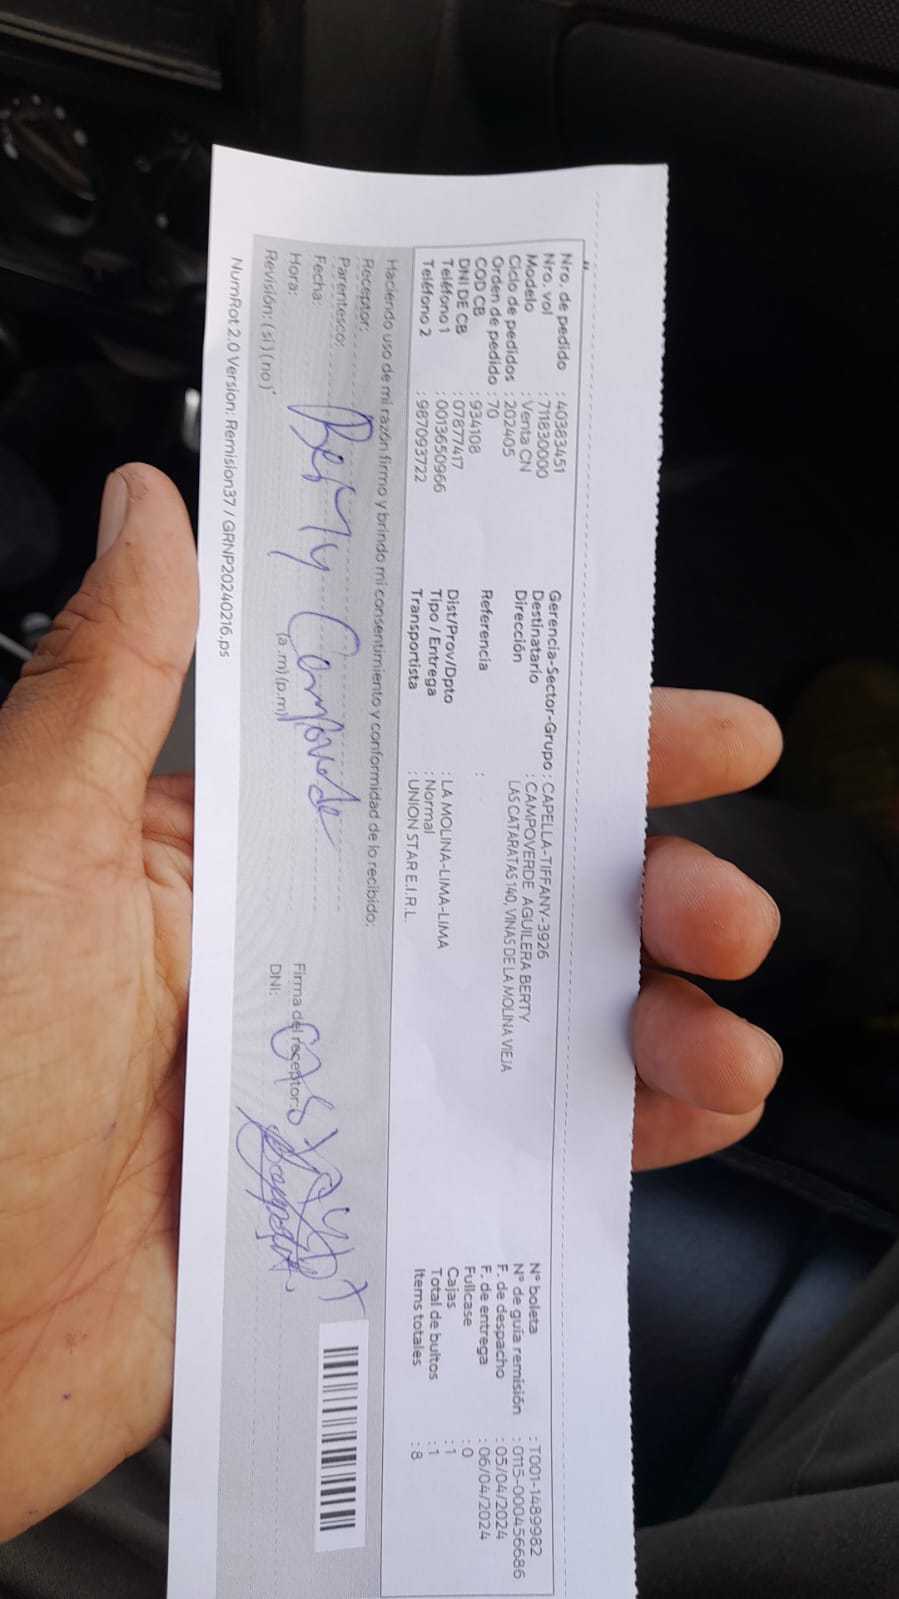 Nro. de pedido : 40383451
Nro. vol : 711830000
Modelo : Venta CN
Ciclo de pedidos : 202405
Orden de pedido : 70
COD CB : 934108
DNI DE CB : 07877417
Teléfono 1 : 0013650966
Teléfono 2 : 987093722
Gerencia-Sector-Grupo : CAPELLA-TIFFANY-3926
Destinatario : CAMPOVERDE AGUILERA BERTY
Dirección LAS CATARATAS 140, VINAS DE LA MOLINA VIEJA
Referencia :
Dist/Prov/Dpto : LA MOLINA-LIMA-LIMA
Tipo / Entrega : Normal
Transportista : UNION STAR E.I.R.L
N° boleta : T001-1489982
N° de guía remisión : 0115-000456686
F. de despacho : 05/04/2024
F. de entrega : 06/04/2024
Fullcase : 0
Cajas : 1
Total de bultos : 1
Items totales : 8
Haciendo uso de mi razón firmo y brindo mi consentimiento y conformidad de lo recibido:
Receptor:
Parentesco:
Fecha:
Berty Campoverde
Hora: (a.m) (p.m)
Revisión: ( si ) ( no )
Firma del receptor:
DNI:
NumRot 2.0 Version: Remision37 / GRNP20240216.ps